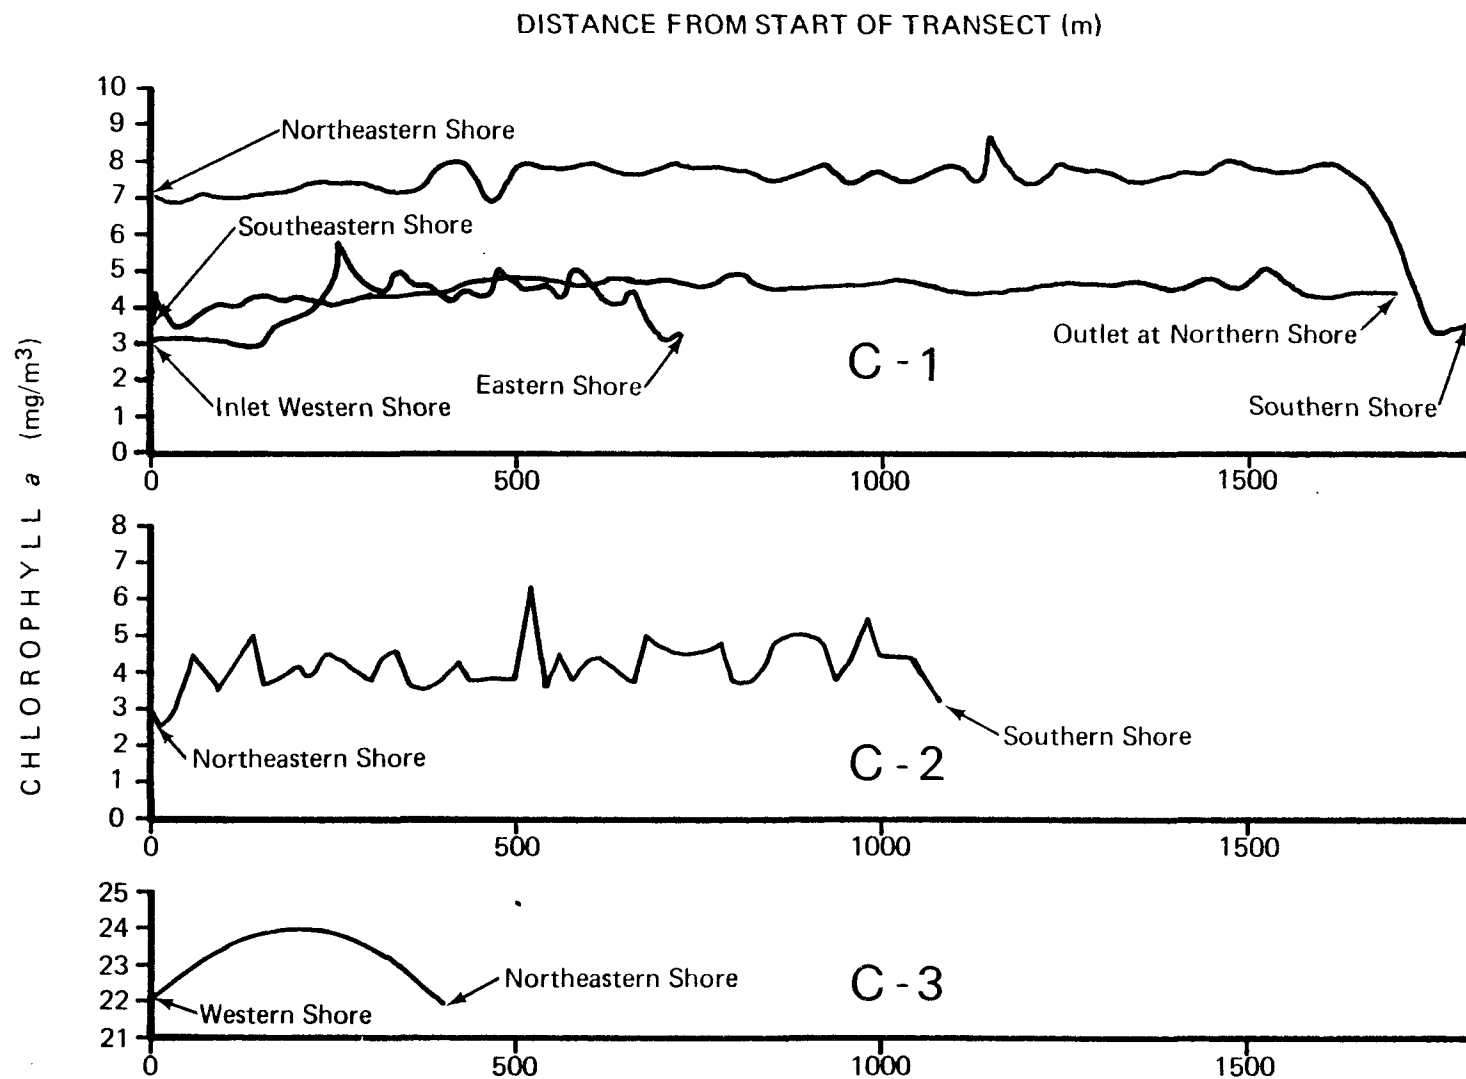 DISTANCE FROM START OF TRANSECT (m)
CHLOROPHYLL a (mg/m³)
10
9
8
7
6
5
4
3
2
1
0
Northeastern Shore
Southeastern Shore
Inlet Western Shore
Eastern Shore
C-1
Outlet at Northern Shore
Southern Shore
0 500 1000 1500
8
7
6
5
4
3
2
1
0
Northeastern Shore
C-2
Southern Shore
0 500 1000 1500
25
24
23
22
21
Western Shore
Northeastern Shore
C-3
0 500 1000 1500